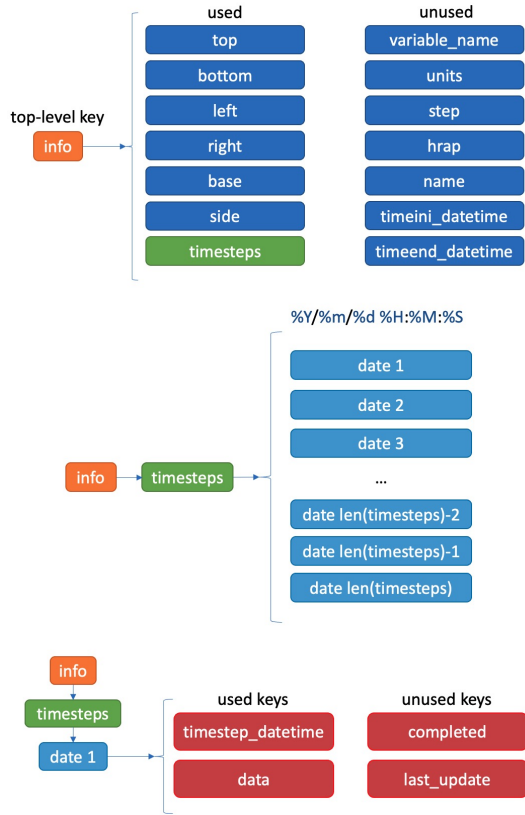 used unused
top variable_name
bottom units
top-level key left step
info right hrap
base name
side timeini_datetime
timesteps timeend_datetime
%Y/%m/%d %H:%M:%S
date 1
date 2
date 3
info timesteps ...
date len(timesteps)-2
date len(timesteps)-1
date len(timesteps)
info
timesteps used keys unused keys
timestep_datetime completed
date 1
data last_update